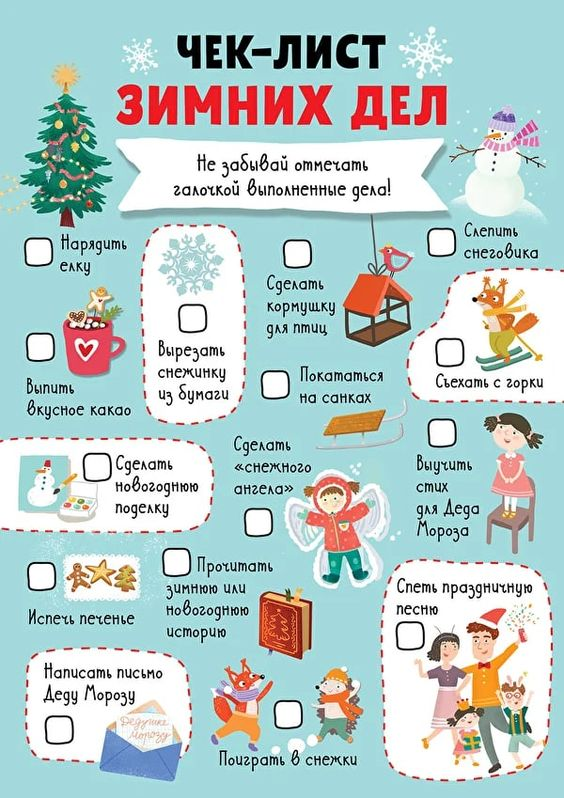 ЧЕК-ЛИСТ
ЗИМНИХ ДЕЛ
Не забывай отмечать
галочкой выполненные дела!
Нарядить
елку
Вырезать
снежинку
из бумаги
Сделать
кормушку
для птиц
Слепить
снеговика
Выпить
вкусное какао
Покататься
на санках
Съехать с горки
Сделать
новогоднюю
поделку
Сделать
«снежного
ангела»
Выучить
стих
для Деда
Мороза
Испечь печенье
Прочитать
зимнюю или
новогоднюю
историю
Спеть праздничную
песню
Написать письмо
Деду Морозу
Дедушке
Морозу
Поиграть в снежки